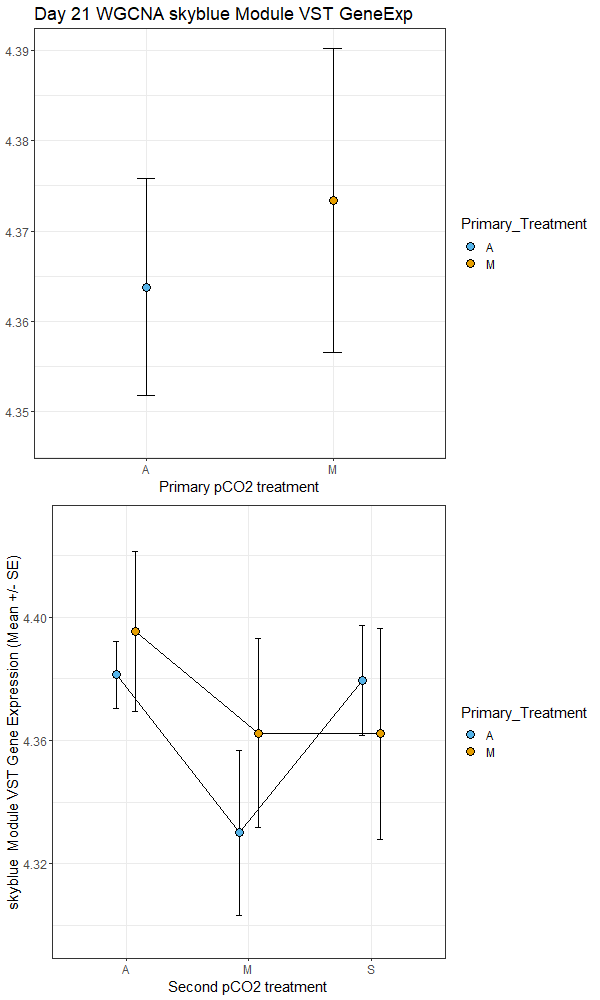 Day 21 WGCNA skyblue Module VST GeneExp
4.39
4.38
4.37
4.36
4.35
A
M
Primary pCO2 treatment
Primary_Treatment
A
M
skyblue Module VST Gene Expression (Mean +/- SE)
4.40
4.36
4.32
A
M
S
Second pCO2 treatment
Primary_Treatment
A
M